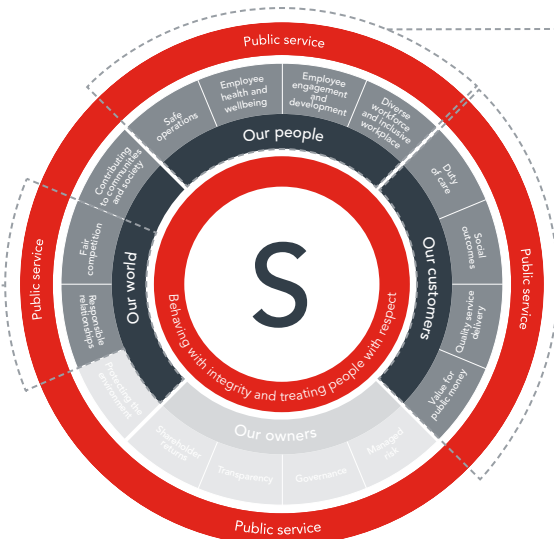 Public service
Safe
operations
Employee
health and
wellbeing
Employee
engagement
and
development
Diverse
workforce
and inclusive
workplace
Our people
Contributing
to communities
and society
Fair
competition
Responsible
relationships
Protecting the
environment
Our world
Public service
Duty
of care
Social
outcomes
Quality service
delivery
Value for
public money
Our customers
Public service
S
Behaving with integrity and treating people with respect
Our owners
Shareholder
returns
Transparency
Governance
Managed
risk
Public service